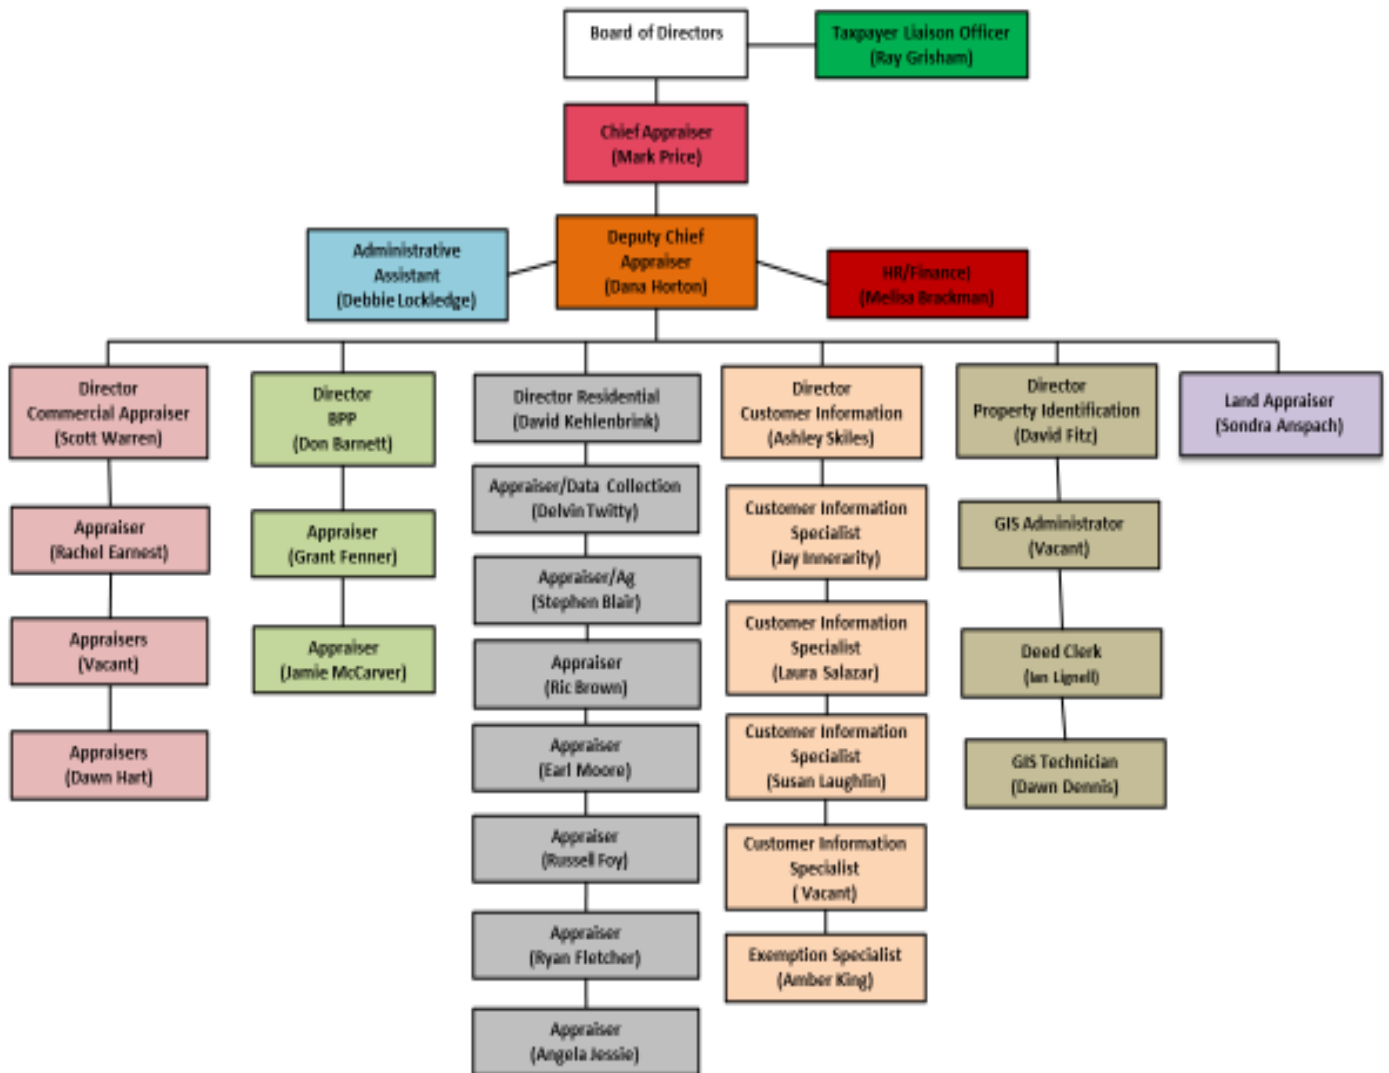 Board of Directors
Taxpayer Liaison Officer
(Ray Grisham)
Chief Appraiser
(Mark Price)
Deputy Chief
Appraiser
(Dana Horton)
Administrative
Assistant
(Debbie Lockledge)
HR/Finance)
(Melisa Brackman)
Director
Commercial Appraiser
(Scott Warren)
Appraiser
(Rachel Earnest)
Appraisers
(Vacant)
Appraisers
(Dawn Hart)
Director
BPP
(Don Barnett)
Appraiser
(Grant Fenner)
Appraiser
(Jamie McCarver)
Director Residential
(David Kehlenbrink)
Appraiser/Data Collection
(Delvin Twitty)
Appraiser/Ag
(Stephen Blair)
Appraiser
(Ric Brown)
Appraiser
(Earl Moore)
Appraiser
(Russell Foy)
Appraiser
(Ryan Fletcher)
Appraiser
(Angela Jessie)
Director
Customer Information
(Ashley Skiles)
Customer Information
Specialist
(Jay Innerarity)
Customer Information
Specialist
(Laura Salazar)
Customer Information
Specialist
(Susan Laughlin)
Customer Information
Specialist
( Vacant)
Exemption Specialist
(Amber King)
Director
Property Identification
(David Fitz)
GIS Administrator
(Vacant)
Deed Clerk
(Ian Lignell)
GIS Technician
(Dawn Dennis)
Land Appraiser
(Sondra Anspach)